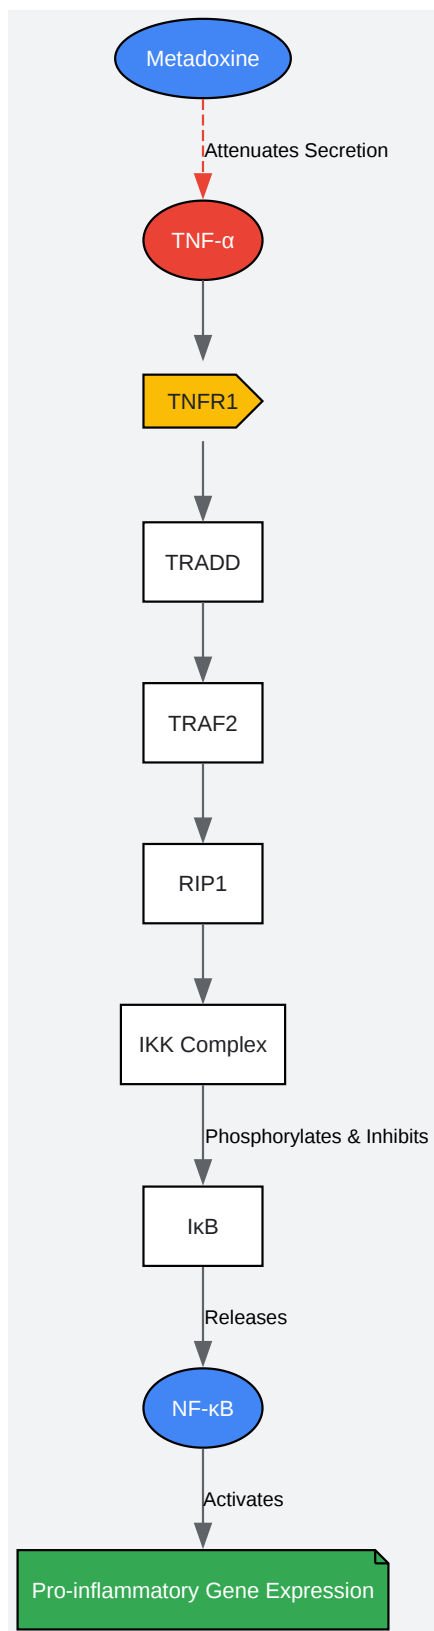 Metadoxine
Attenuates Secretion
TNF-α
TNFR1
TRADD
TRAF2
RIP1
IKK Complex
Phosphorylates & Inhibits
IκB
Releases
NF-κB
Activates
Pro-inflammatory Gene Expression